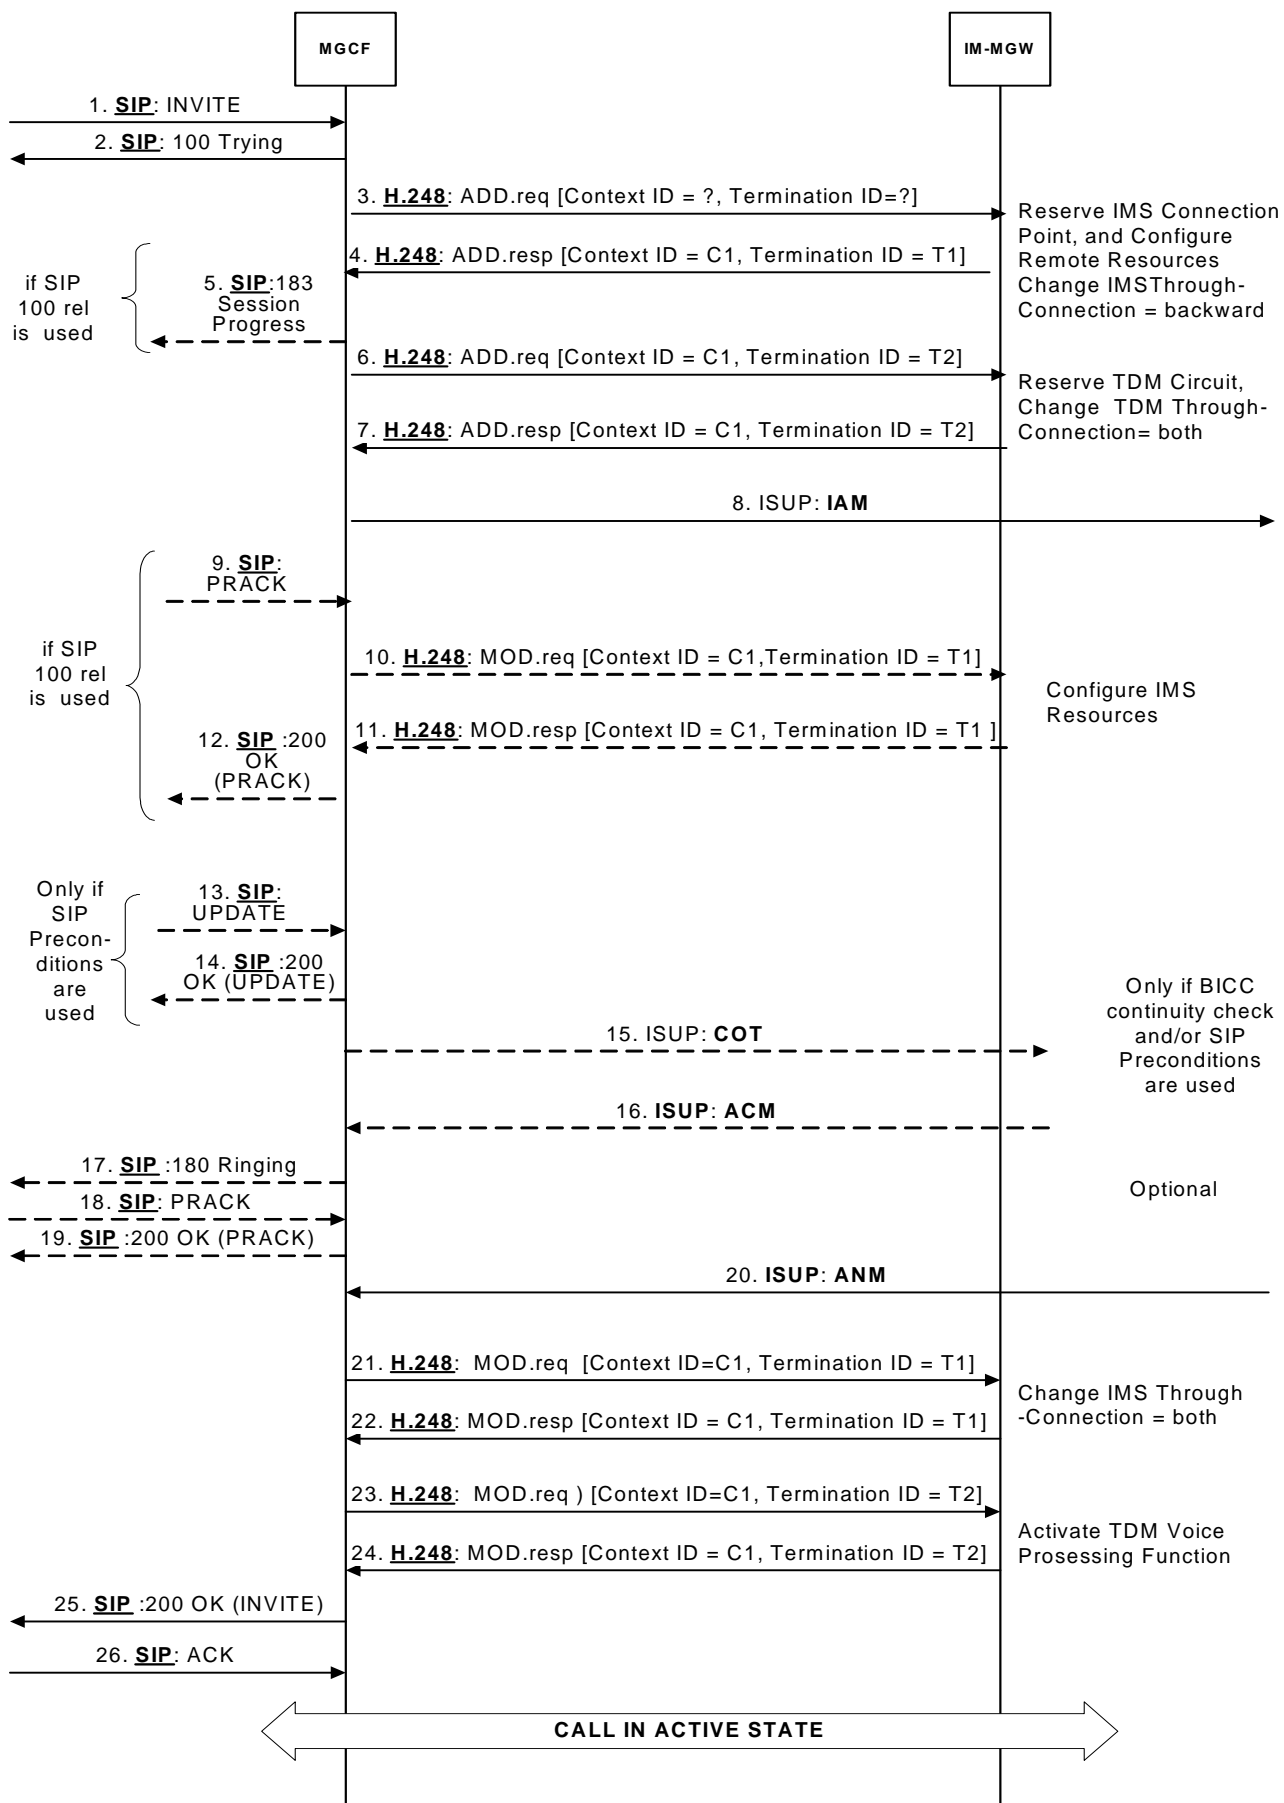 MGCF
IM-MGW
1. SIP: INVITE
2. SIP: 100 Trying
3. H.248: ADD.req [Context ID = ?, Termination ID=?]
Reserve IMS Connection
Point, and Configure
Remote Resources
Change IMSThrough-
Connection = backward
4. H.248: ADD.resp [Context ID = C1, Termination ID = T1]
if SIP
100 rel
is used
5. SIP:183
Session
Progress
6. H.248: ADD.req [Context ID = C1, Termination ID = T2]
Reserve TDM Circuit,
Change TDM Through-
Connection= both
7. H.248: ADD.resp [Context ID = C1, Termination ID = T2]
8. ISUP: IAM
9. SIP:
PRACK
if SIP
100 rel
is used
10. H.248: MOD.req [Context ID = C1,Termination ID = T1]
Configure IMS
Resources
11. H.248: MOD.resp [Context ID = C1, Termination ID = T1 ]
12. SIP :200
OK
(PRACK)
Only if
SIP
Precon-
ditions
are
used
13. SIP:
UPDATE
14. SIP :200
OK (UPDATE)
Only if BICC
continuity check
and/or SIP
Preconditions
are used
15. ISUP: COT
16. ISUP: ACM
17. SIP :180 Ringing
Optional
18. SIP: PRACK
19. SIP :200 OK (PRACK)
20. ISUP: ANM
21. H.248: MOD.req [Context ID=C1, Termination ID = T1]
Change IMS Through
-Connection = both
22. H.248: MOD.resp [Context ID = C1, Termination ID = T1]
23. H.248: MOD.req ) [Context ID=C1, Termination ID = T2]
Activate TDM Voice
Prosessing Function
24. H.248: MOD.resp [Context ID = C1, Termination ID = T2]
25. SIP :200 OK (INVITE)
26. SIP: ACK
CALL IN ACTIVE STATE